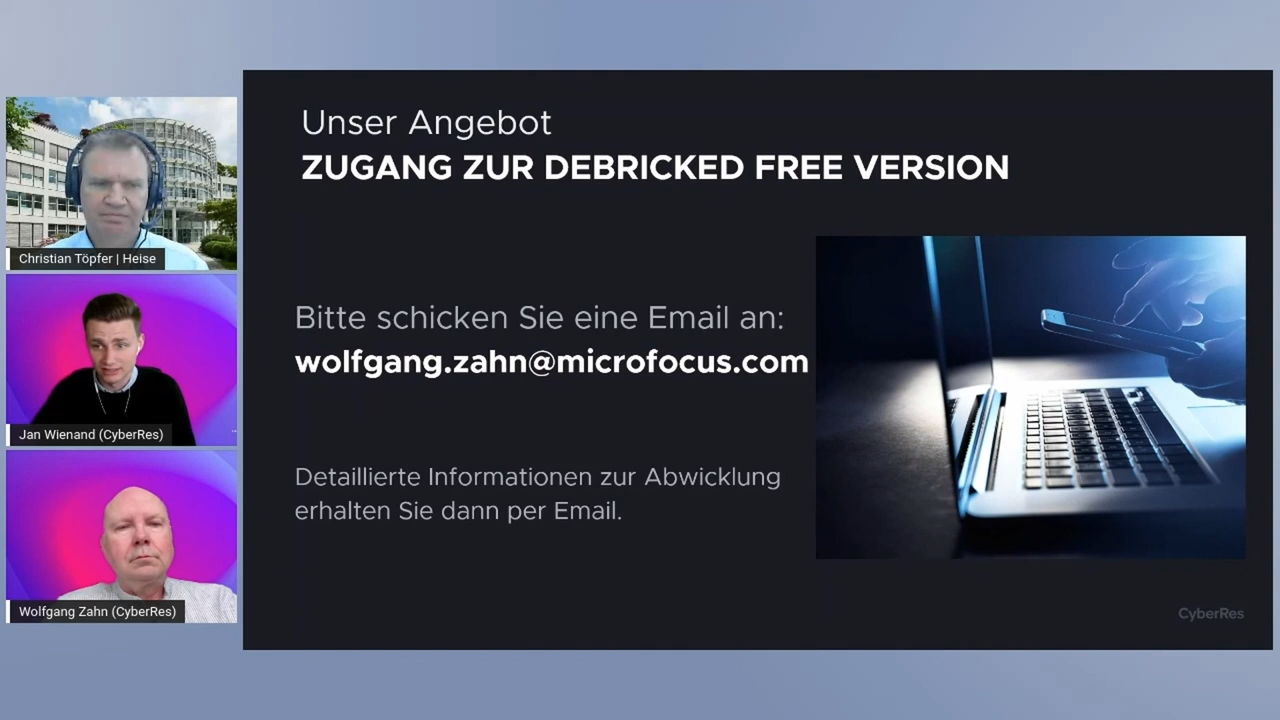 Unser Angebot
ZUGANG ZUR DEBRICKED FREE VERSION
Christian Töpfer | Heise
Bitte schicken Sie eine Email an:
wolfgang.zahn@microfocus.com
Jan Wienand (CyberRes)
Detaillierte Informationen zur Abwicklung
erhalten Sie dann per Email.
Wolfgang Zahn (CyberRes)
CyberRes